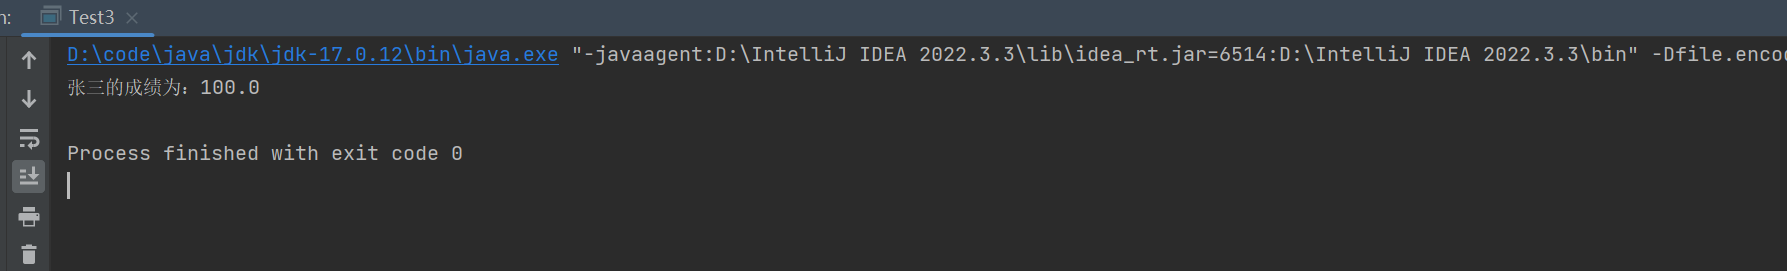 n:
Test3
D:\code\java\jdk\jdk-17.0.12\bin\java.exe "-javaagent:D:\IntelliJ IDEA 2022.3.3\lib\idea_rt.jar=6514:D:\IntelliJ IDEA 2022.3.3\bin" -Dfile.encod
张三的成绩为：100.0
Process finished with exit code 0